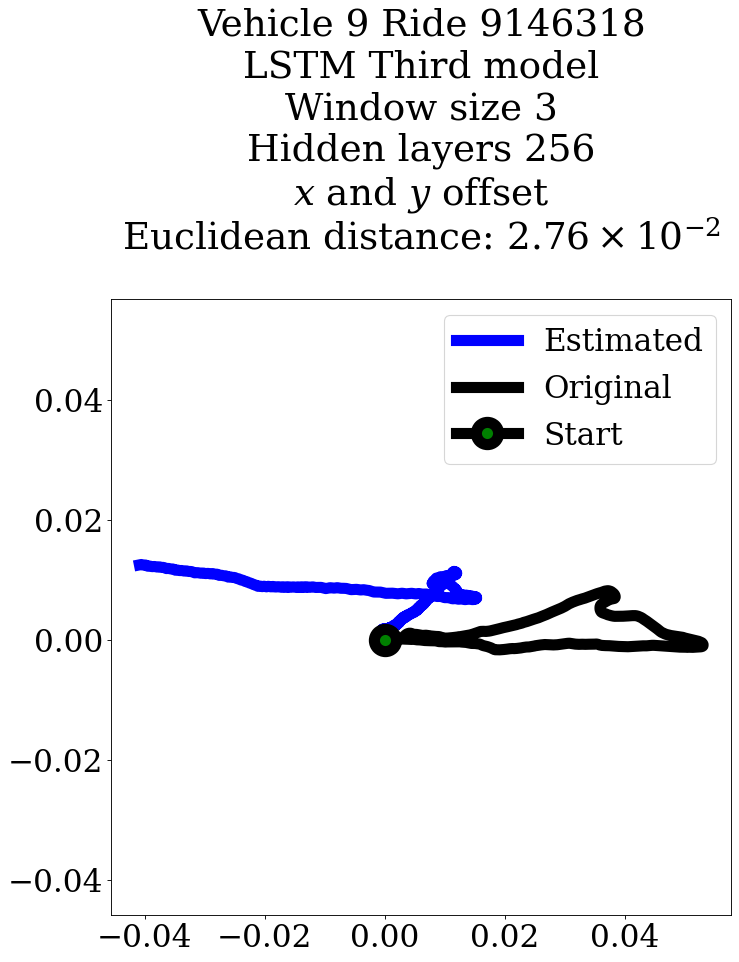 Vehicle 9 Ride 9146318
LSTM Third model
Window size 3
Hidden layers 256
x and y offset
Euclidean distance: 2.76 × 10⁻²
Estimated
Original
Start
0.04
0.02
0.00
−0.02
−0.04
−0.04 −0.02 0.00 0.02 0.04